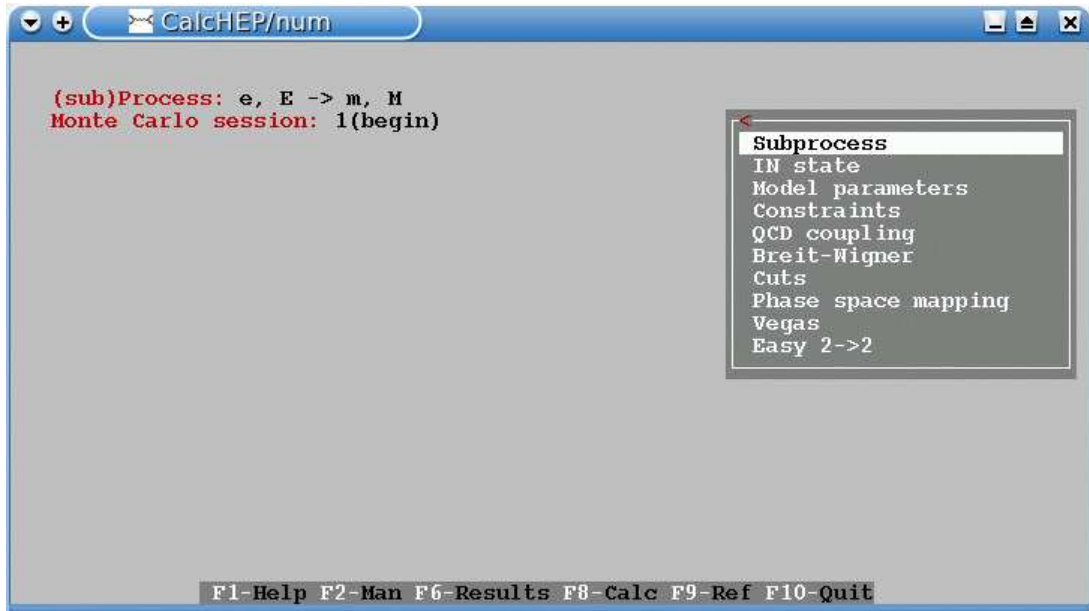 CalcHEP/num
(sub)Process: e, E -> m, M
Monte Carlo session: 1(begin)
<
Subprocess
IN state
Model parameters
Constraints
QCD coupling
Breit-Wigner
Cuts
Phase space mapping
Vegas
Easy 2->2
F1-Help F2-Man F6-Results F8-Calc F9-Ref F10-Quit